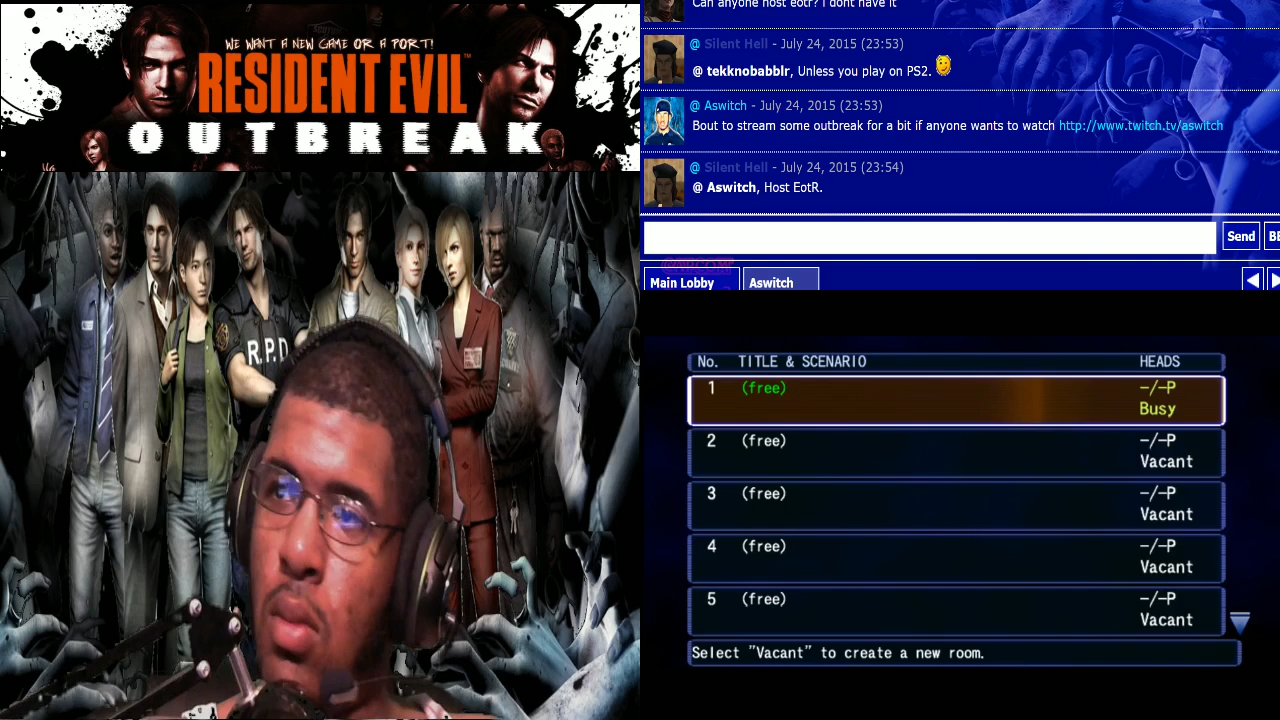 WE WANT A NEW GAME OR A PORT!
RESIDENT EVIL™
OUTBREAK
R.P.D
Can anyone host eotr? I dont have it
@ Silent Hell - July 24, 2015 (23:53)
@ tekknobabblr, Unless you play on PS2.
@ Aswitch - July 24, 2015 (23:53)
Bout to stream some outbreak for a bit if anyone wants to watch http://www.twitch.tv/aswitch
@ Silent Hell - July 24, 2015 (23:54)
@ Aswitch, Host EotR.
Send
Main Lobby
Aswitch
No. TITLE & SCENARIO HEADS
1 (free) -/-P
Busy
2 (free) -/-P
Vacant
3 (free) -/-P
Vacant
4 (free) -/-P
Vacant
5 (free) -/-P
Vacant
Select "Vacant" to create a new room.